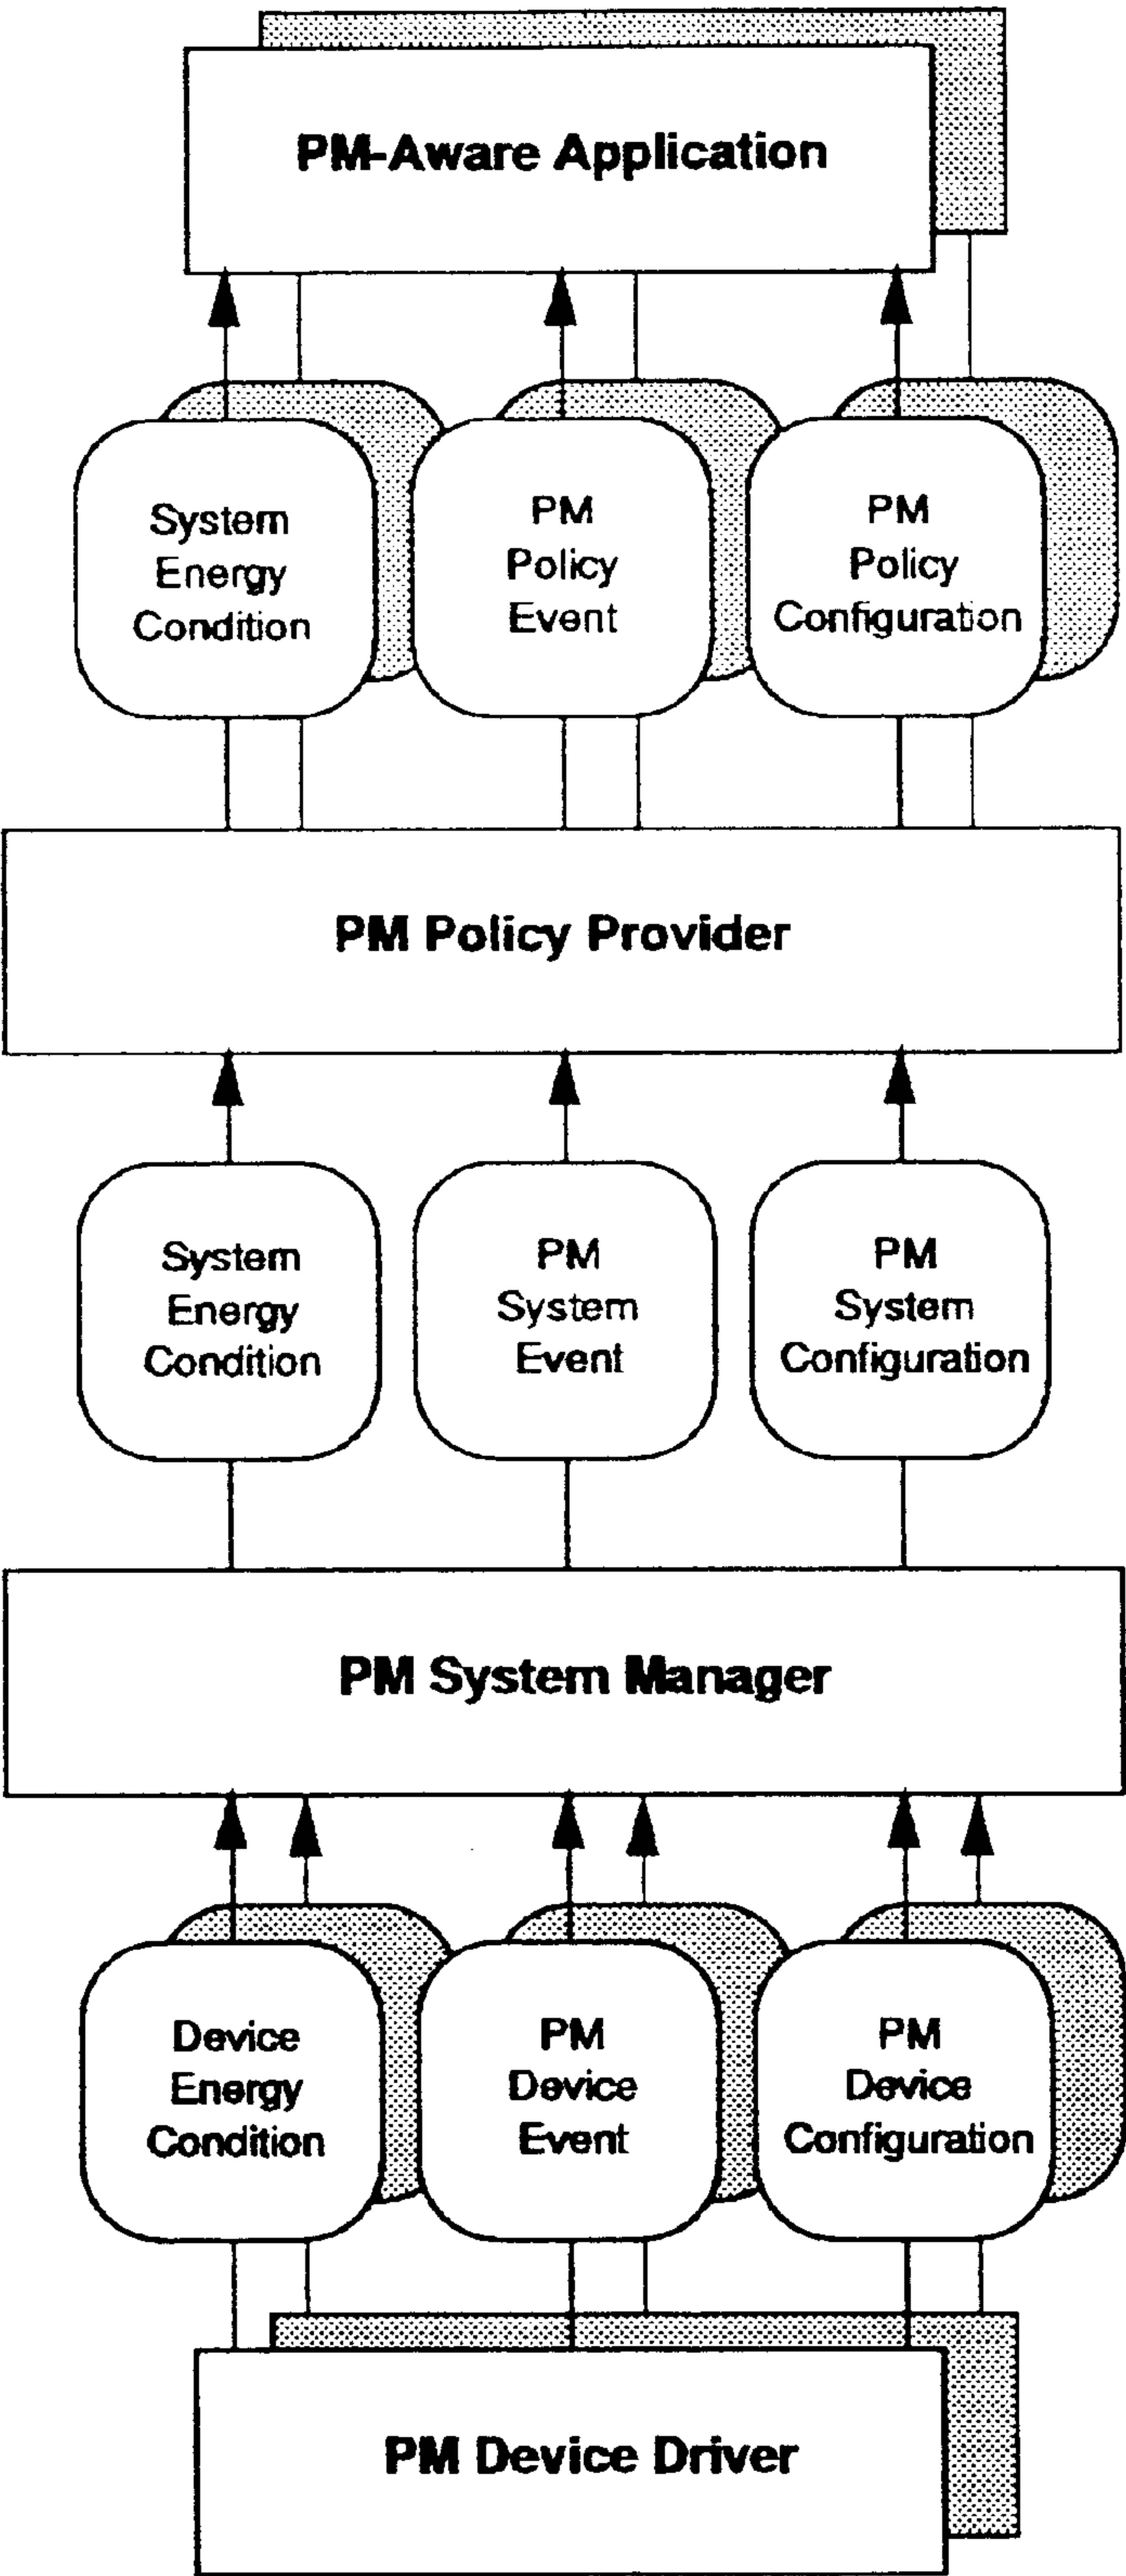 PM-Aware Application
System
Energy
Condition
PM
Policy
Event
PM
Policy
Configuration
PM Policy Provider
System
Energy
Condition
PM
System
Event
PM
System
Configuration
PM System Manager
Device
Energy
Condition
PM
Device
Event
PM
Device
Configuration
PM Device Driver